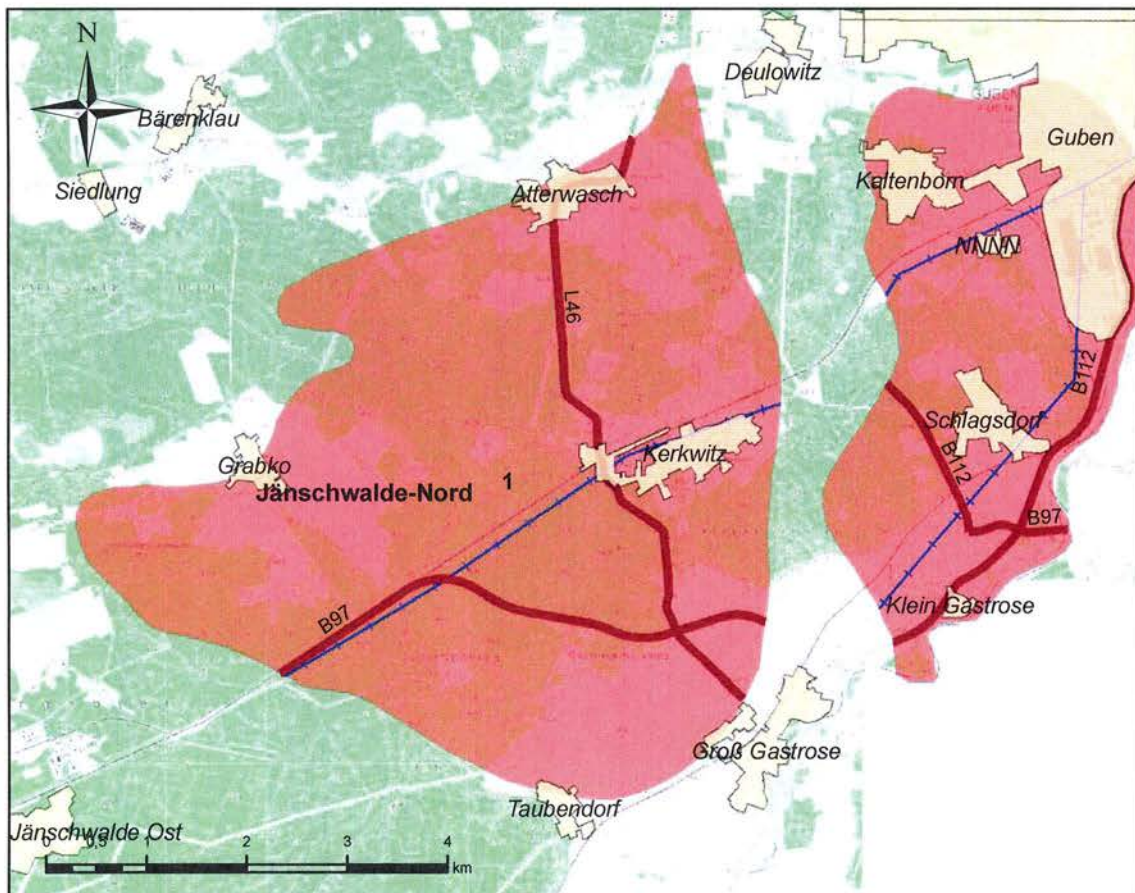 N
Deulowitz
Bärenklau
Guben
Siedlung
Atterwasch
Kaltenborn
NNNN
L46
B112
Schlagsdorf
Kerkwitz
Grabko
B112
Jänschwalde-Nord 1
B97
B97
Klein Gastrose
Groß Gastrose
Taubendorf
Jänschwalde Ost
0 0,5 1 2 3 4
km